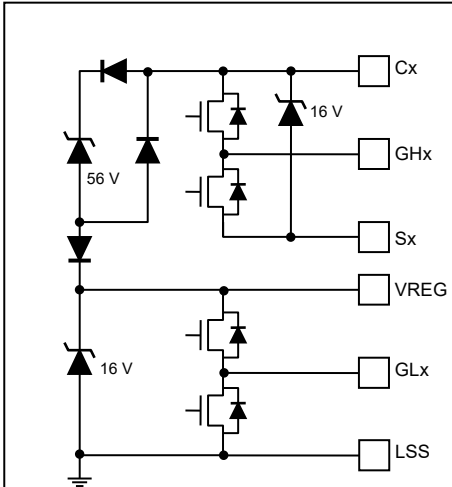 Cx
16 V
GHx
56 V
Sx
VREG
16 V
GLx
LSS